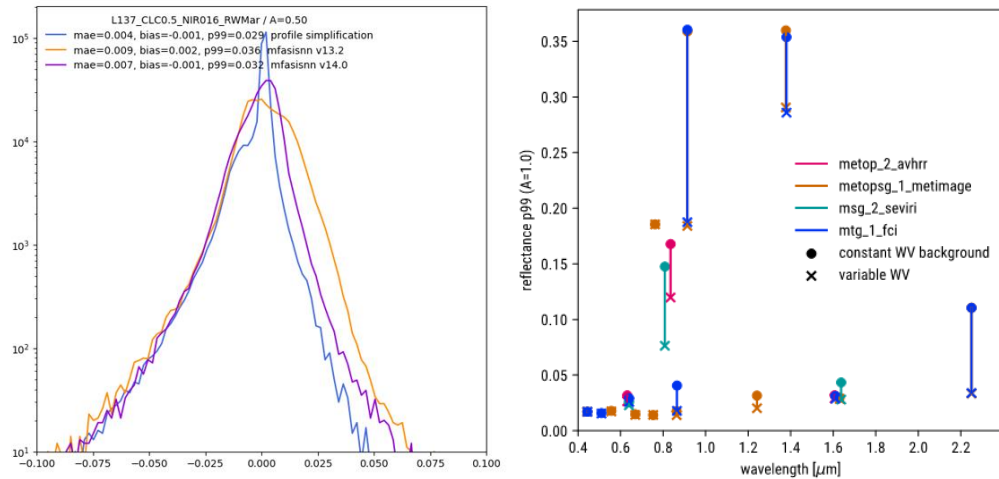 L137_CLC0.5_NIR016_RWMar / A=0.50
mae=0.004, bias=-0.001, p99=0.029 profile simplification
mae=0.009, bias=0.002, p99=0.036 mfasisnn v13.2
mae=0.007, bias=-0.001, p99=0.032 mfasisnn v14.0
10⁵
10⁴
10³
10²
10¹
−0.100
−0.075
−0.050
−0.025
0.000
0.025
0.050
0.075
0.100
reflectance p99 (A=1.0)
0.35
0.30
0.25
0.20
0.15
0.10
0.05
0.00
metop_2_avhrr
metopsg_1_metimage
msg_2_seviri
mtg_1_fci
constant WV background
variable WV
0.4
0.6
0.8
1.0
1.2
1.4
1.6
1.8
2.0
2.2
wavelength [μm]